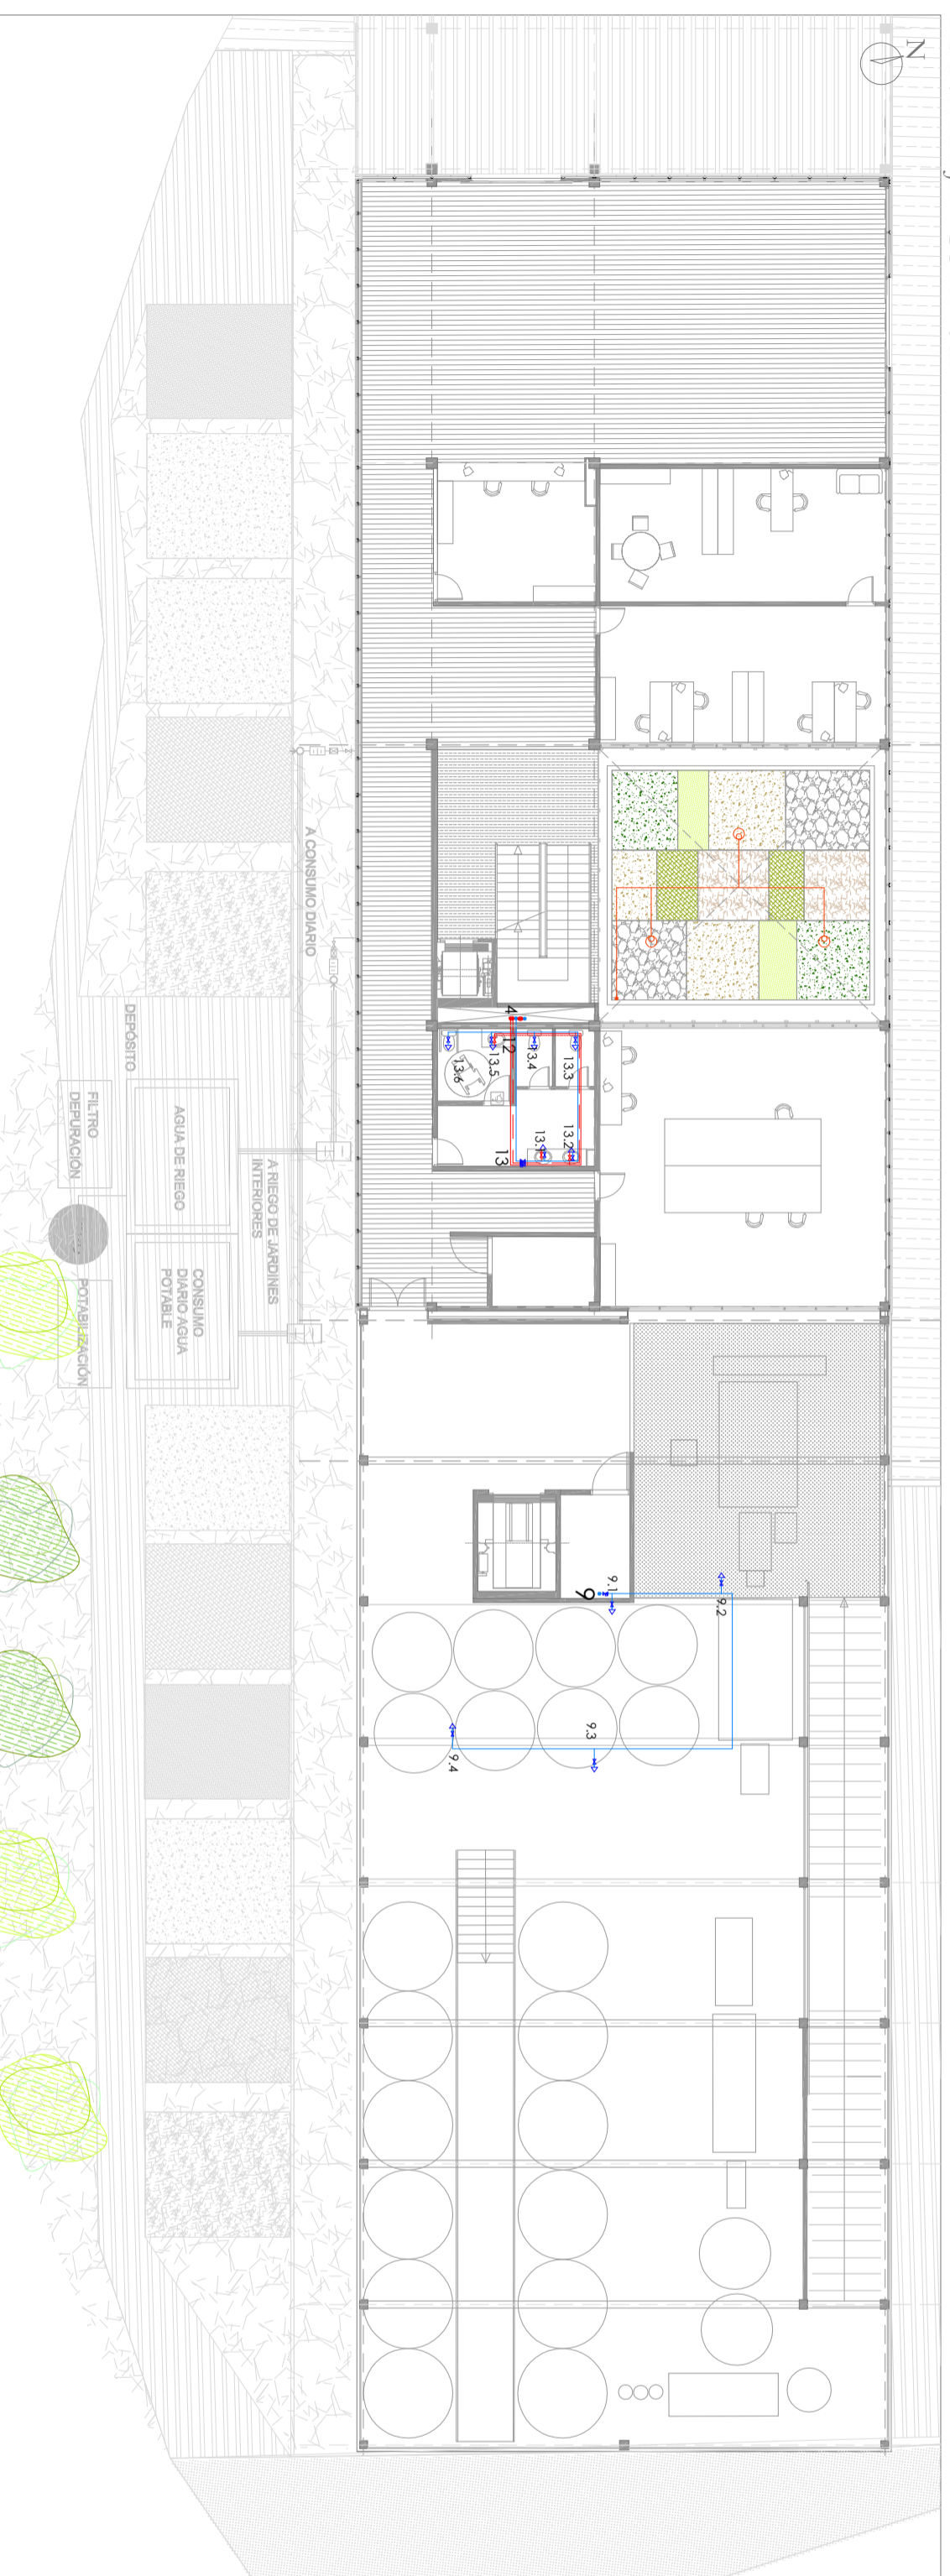 N
A CONSUMO DIARIO
DEPÓSITO
FILTRO
DEPURACIÓN
AGUA DE RIEGO
A RIEGO DE JARDINES
INTERIORES
CONSUMO
DIARIO AGUA
POTABLE
POTABILIZACIÓN
4
12
13.3
13.4
13.5
13.6
13.2
13.1
13
9
9.1
9.2
9.3
9.4